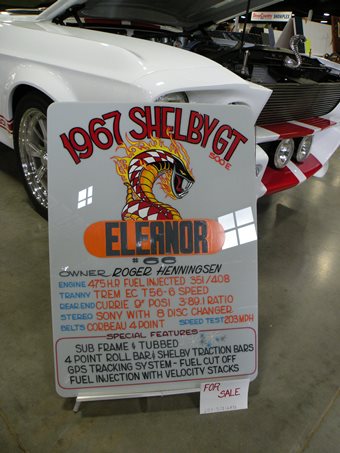 1967 SHELBY GT
500E
ELEANOR
#66
OWNER ROGER HENNINGSEN
ENGINE 475 H.P. FUEL INJECTED 351/408
TRANNY TREM EC T56-6 SPEED
REAR END CURRIE 9" POSI 3:89.1 RATIO
STEREO SONY WITH 8 DISC CHANGER
BELTS CORBEAU 4 POINT SPEED TEST 203 MPH
SPECIAL FEATURES
SUB FRAME & TUBBED
4 POINT ROLL BAR & SHELBY TRACTION BARS
GPS TRACKING SYSTEM - FUEL CUT OFF
FUEL INJECTION WITH VELOCITY STACKS
FOR
SALE